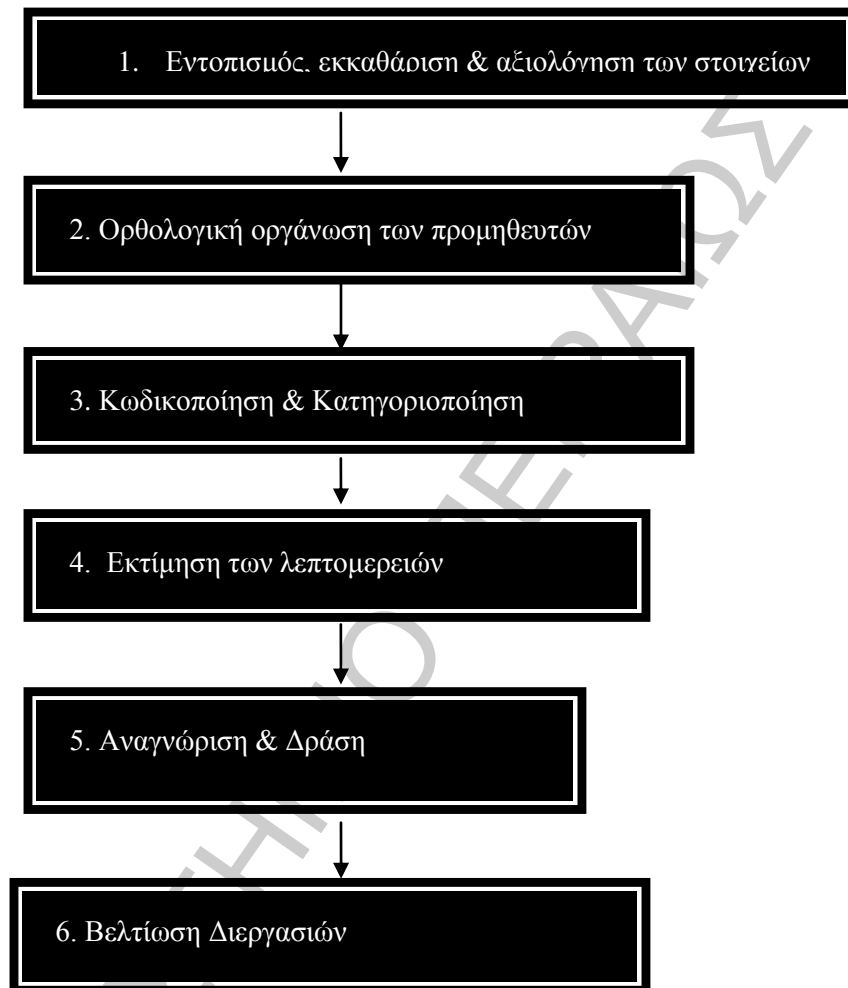 1. Εντοπισμός, εκκαθάριση & αξιολόγηση των στοιχείων
2. Ορθολογική οργάνωση των προμηθευτών
3. Κωδικοποίηση & Κατηγοριοποίηση
4. Εκτίμηση των λεπτομερειών
5. Αναγνώριση & Δράση
6. Βελτίωση Διεργασιών